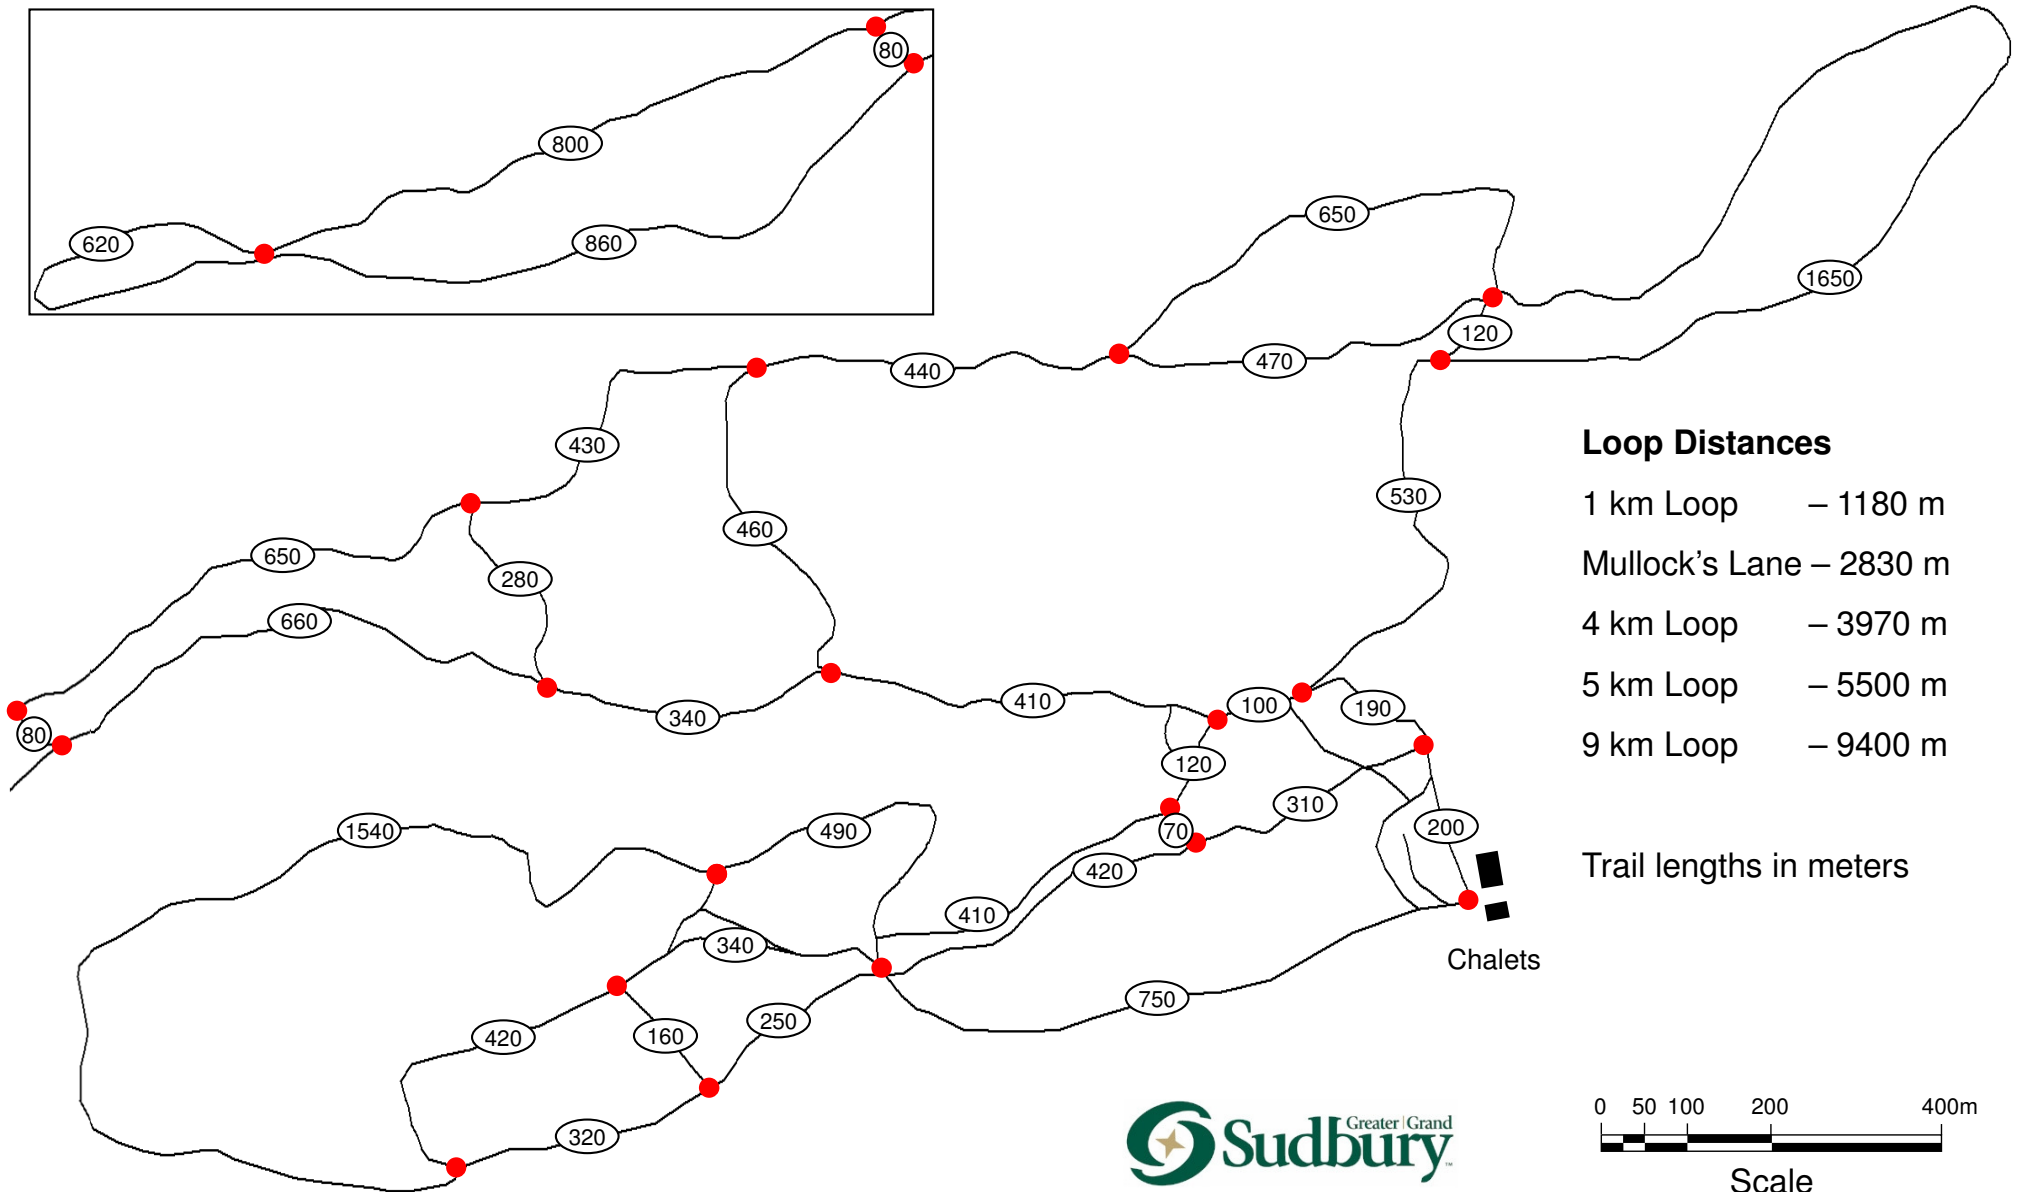 80
800
620
860
650
1650
120
440
470
430
Loop Distances
530
1 km Loop – 1180 m
460
650
280
Mullock's Lane – 2830 m
660
4 km Loop – 3970 m
5 km Loop – 5500 m
410
100
190
340
80
9 km Loop – 9400 m
120
310
1540
490
70
200
420
Trail lengths in meters
410
340
Chalets
750
250
420
160
320
0 50 100 200 400m
Greater | Grand
Sudbury
Scale